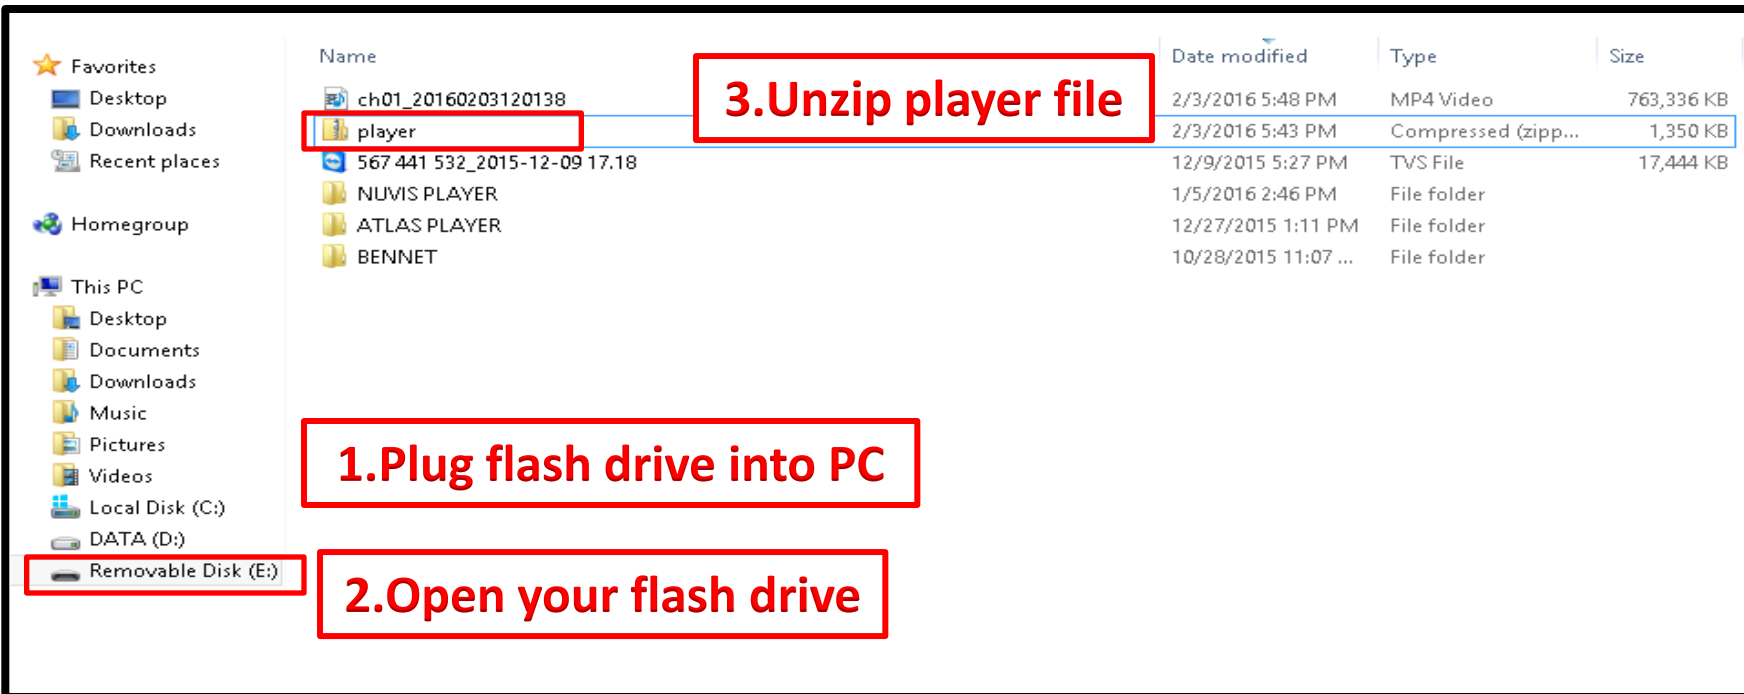 Favorites
Desktop
Downloads
Recent places
Homegroup
This PC
Desktop
Documents
Downloads
Music
Pictures
Videos
Local Disk (C:)
DATA (D:)
Removable Disk (E:)
Name Date modified Type Size
ch01_20160203120138 2/3/2016 5:48 PM MP4 Video 763,336 KB
player 2/3/2016 5:43 PM Compressed (zipp... 1,350 KB
567 441 532_2015-12-09 17.18 12/9/2015 5:27 PM TVS File 17,444 KB
NUVIS PLAYER 1/5/2016 2:46 PM File folder
ATLAS PLAYER 12/27/2015 1:11 PM File folder
BENNET 10/28/2015 11:07 ... File folder
3.Unzip player file
1.Plug flash drive into PC
2.Open your flash drive